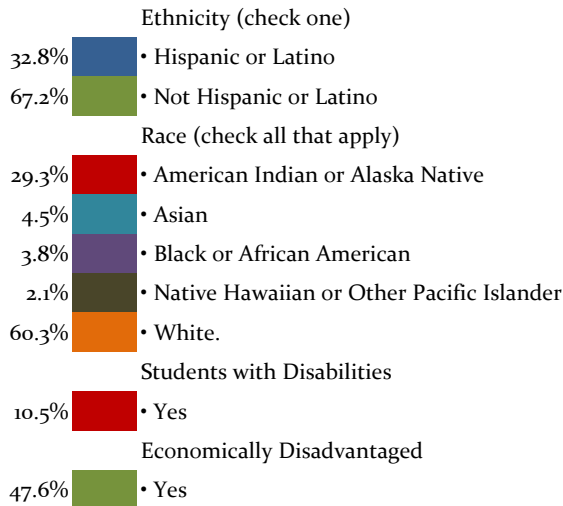 Ethnicity (check one)
32.8% • Hispanic or Latino
67.2% • Not Hispanic or Latino
Race (check all that apply)
29.3% • American Indian or Alaska Native
4.5% • Asian
3.8% • Black or African American
2.1% • Native Hawaiian or Other Pacific Islander
60.3% • White.
Students with Disabilities
10.5% • Yes
Economically Disadvantaged
47.6% • Yes